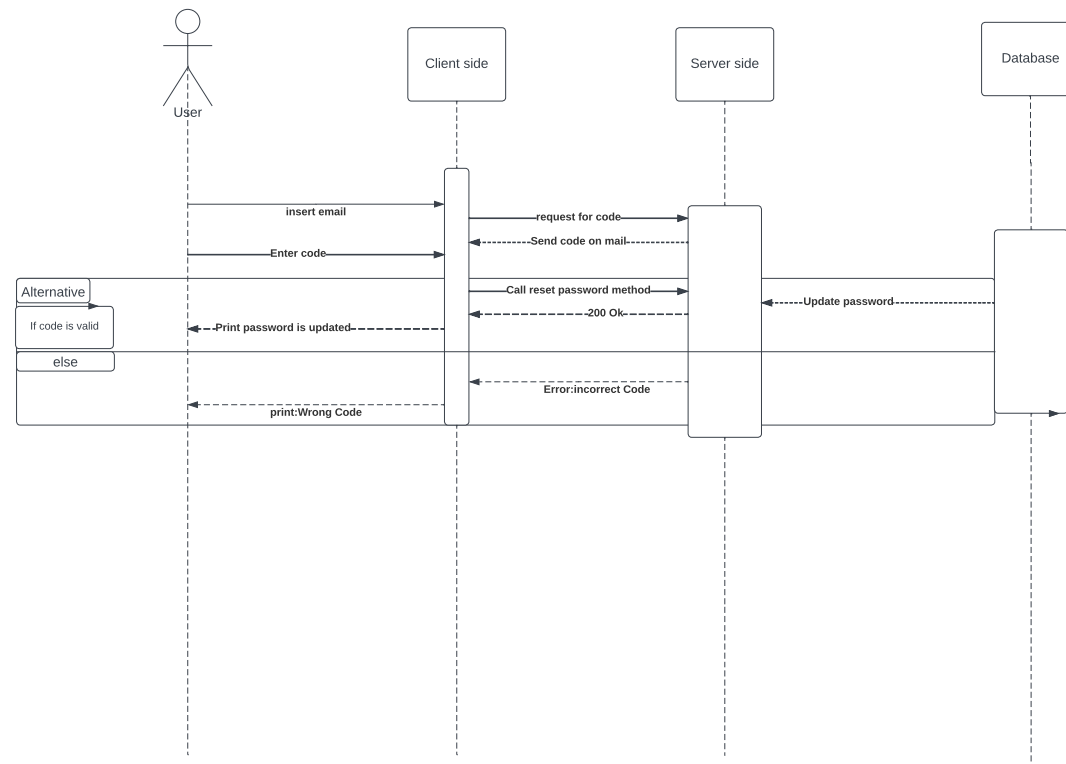 User
Client side
Server side
Database
insert email
request for code
Send code on mail
Enter code
Alternative
Call reset password method
Update password
200 Ok
If code is valid
Print password is updated
else
Error:incorrect Code
print:Wrong Code